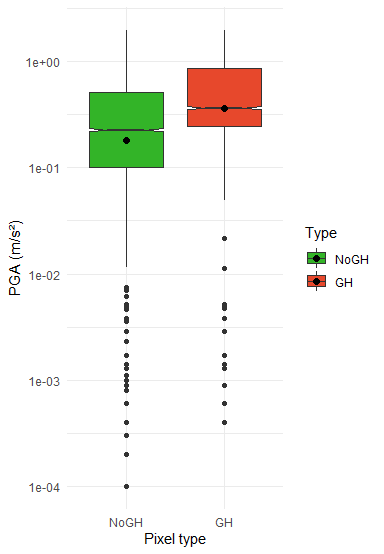 PGA (m/s²)
1e+00
1e-01
1e-02
1e-03
1e-04
NoGH GH
Pixel type
Type
NoGH
GH